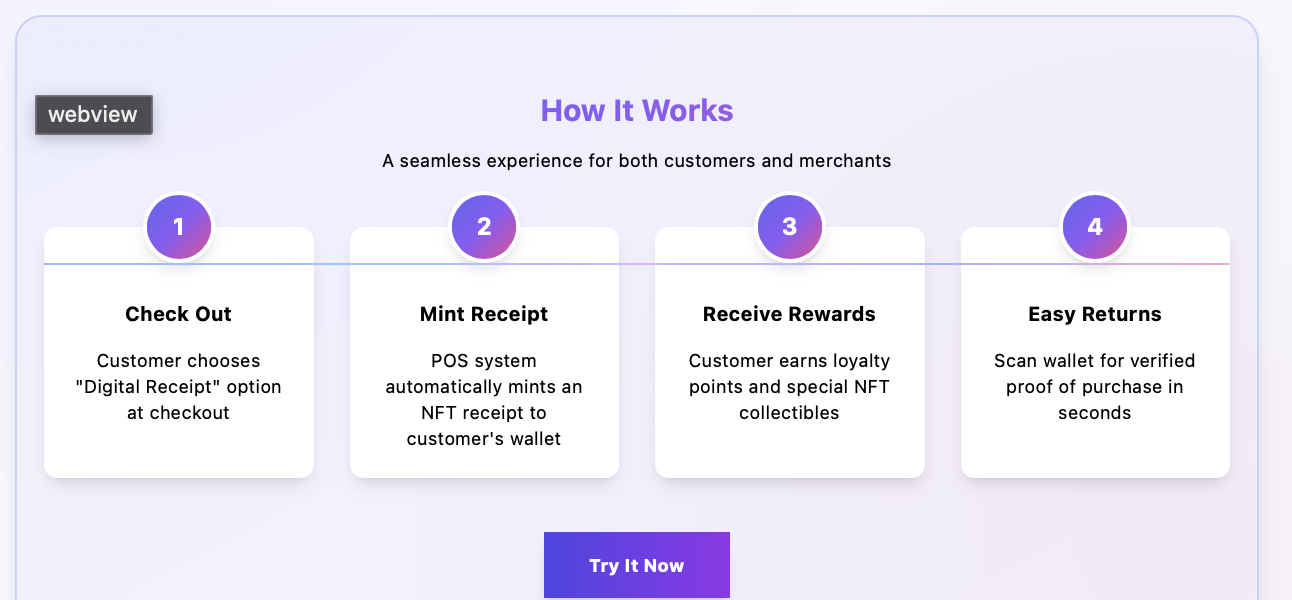 webview
How It Works
A seamless experience for both customers and merchants
1
Check Out
Customer chooses
"Digital Receipt" option
at checkout
2
Mint Receipt
POS system
automatically mints an
NFT receipt to
customer's wallet
3
Receive Rewards
Customer earns loyalty
points and special NFT
collectibles
4
Easy Returns
Scan wallet for verified
proof of purchase in
seconds
Try It Now